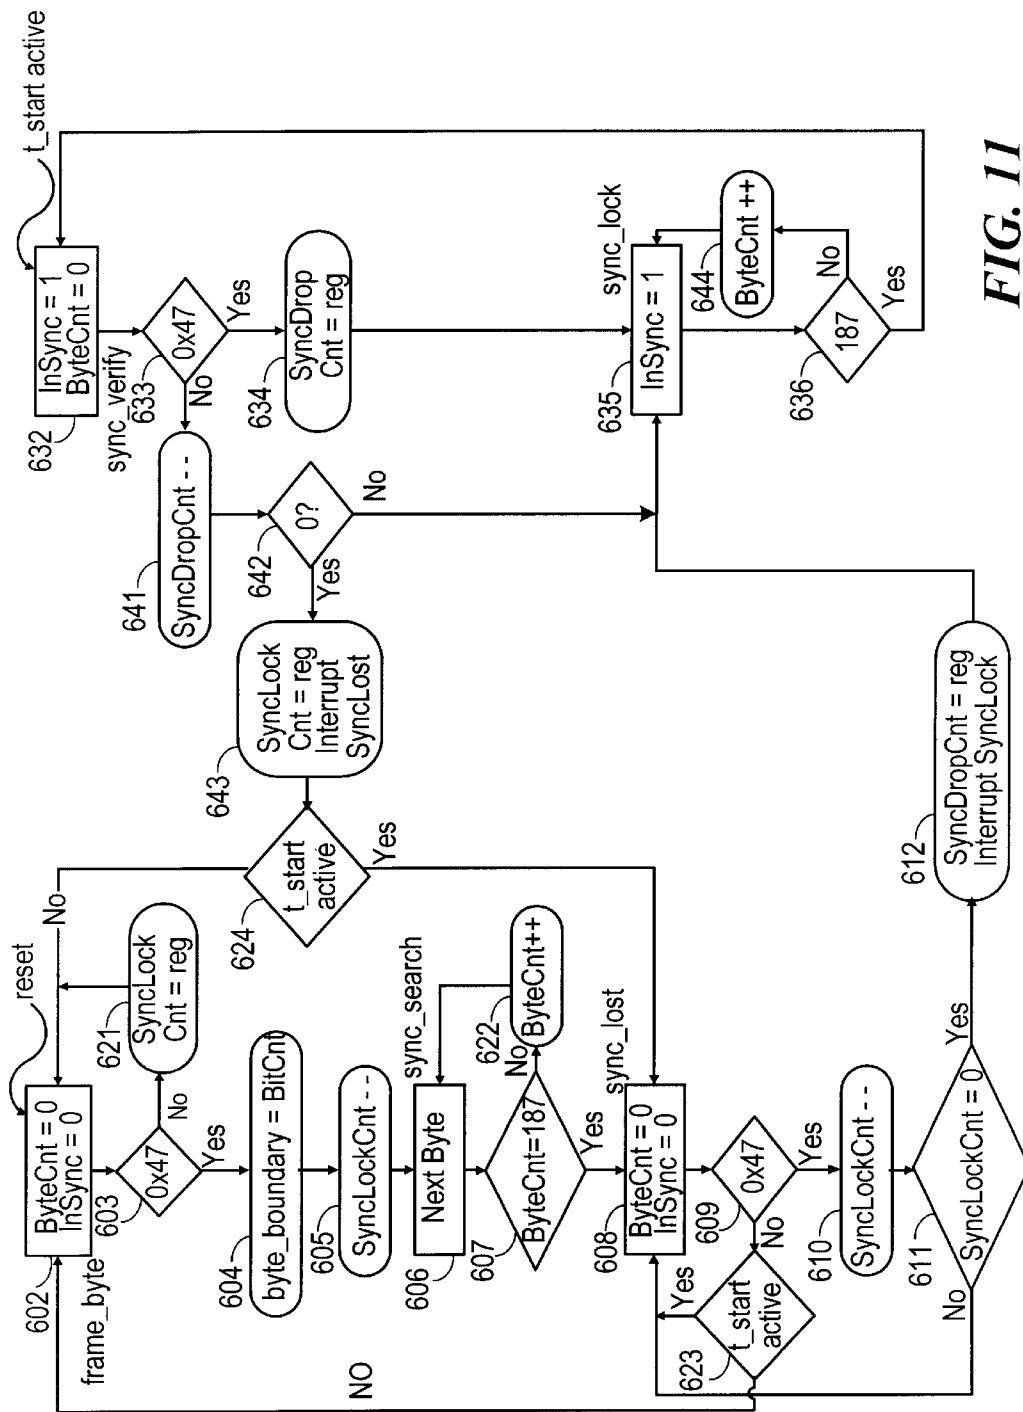 reset
ByteCnt = 0
InSync = 0
602
frame_byte
603
0x47
No
Yes
621
SyncLock
Cnt = reg
No
604
byte_boundary = BitCnt
605
SyncLockCnt - -
606
Next Byte
sync_search
607
ByteCnt=187
No
Yes
622
ByteCnt++
608
ByteCnt = 0
InSync = 0
sync_lost
609
0x47
No
Yes
623
t_start
active
Yes
NO
610
SyncLockCnt - -
611
SyncLockCnt = 0
No
Yes
612
SyncDropCnt = reg
Interrupt SyncLock
624
t_start
active
Yes
643
SyncLock
Cnt = reg
Interrupt
SyncLost
642
0?
Yes
No
641
SyncDropCnt - -
t_start active
632
InSync = 1
ByteCnt = 0
sync_verify
633
0x47
No
Yes
634
SyncDrop
Cnt = reg
635
InSync = 1
sync_lock
644
ByteCnt ++
636
187
No
Yes
FIG. 11